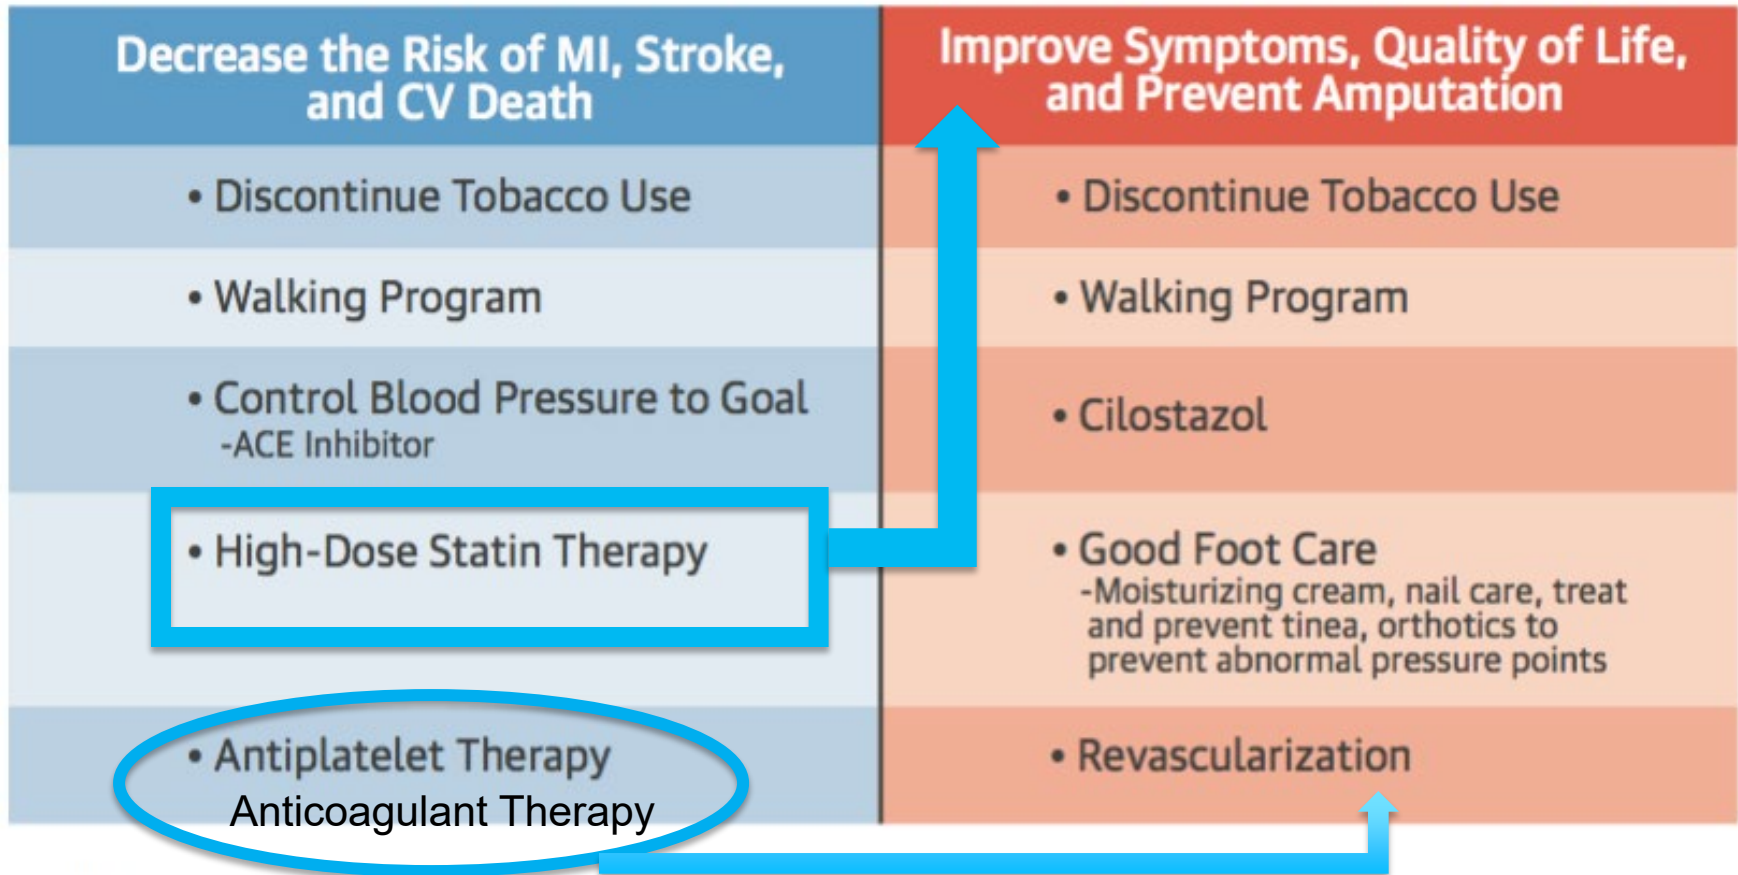 Decrease the Risk of MI, Stroke,
and CV Death
• Discontinue Tobacco Use
• Walking Program
• Control Blood Pressure to Goal
-ACE Inhibitor
• High-Dose Statin Therapy
• Antiplatelet Therapy
Anticoagulant Therapy
Improve Symptoms, Quality of Life,
and Prevent Amputation
• Discontinue Tobacco Use
• Walking Program
• Cilostazol
• Good Foot Care
-Moisturizing cream, nail care, treat
and prevent tinea, orthotics to
prevent abnormal pressure points
• Revascularization